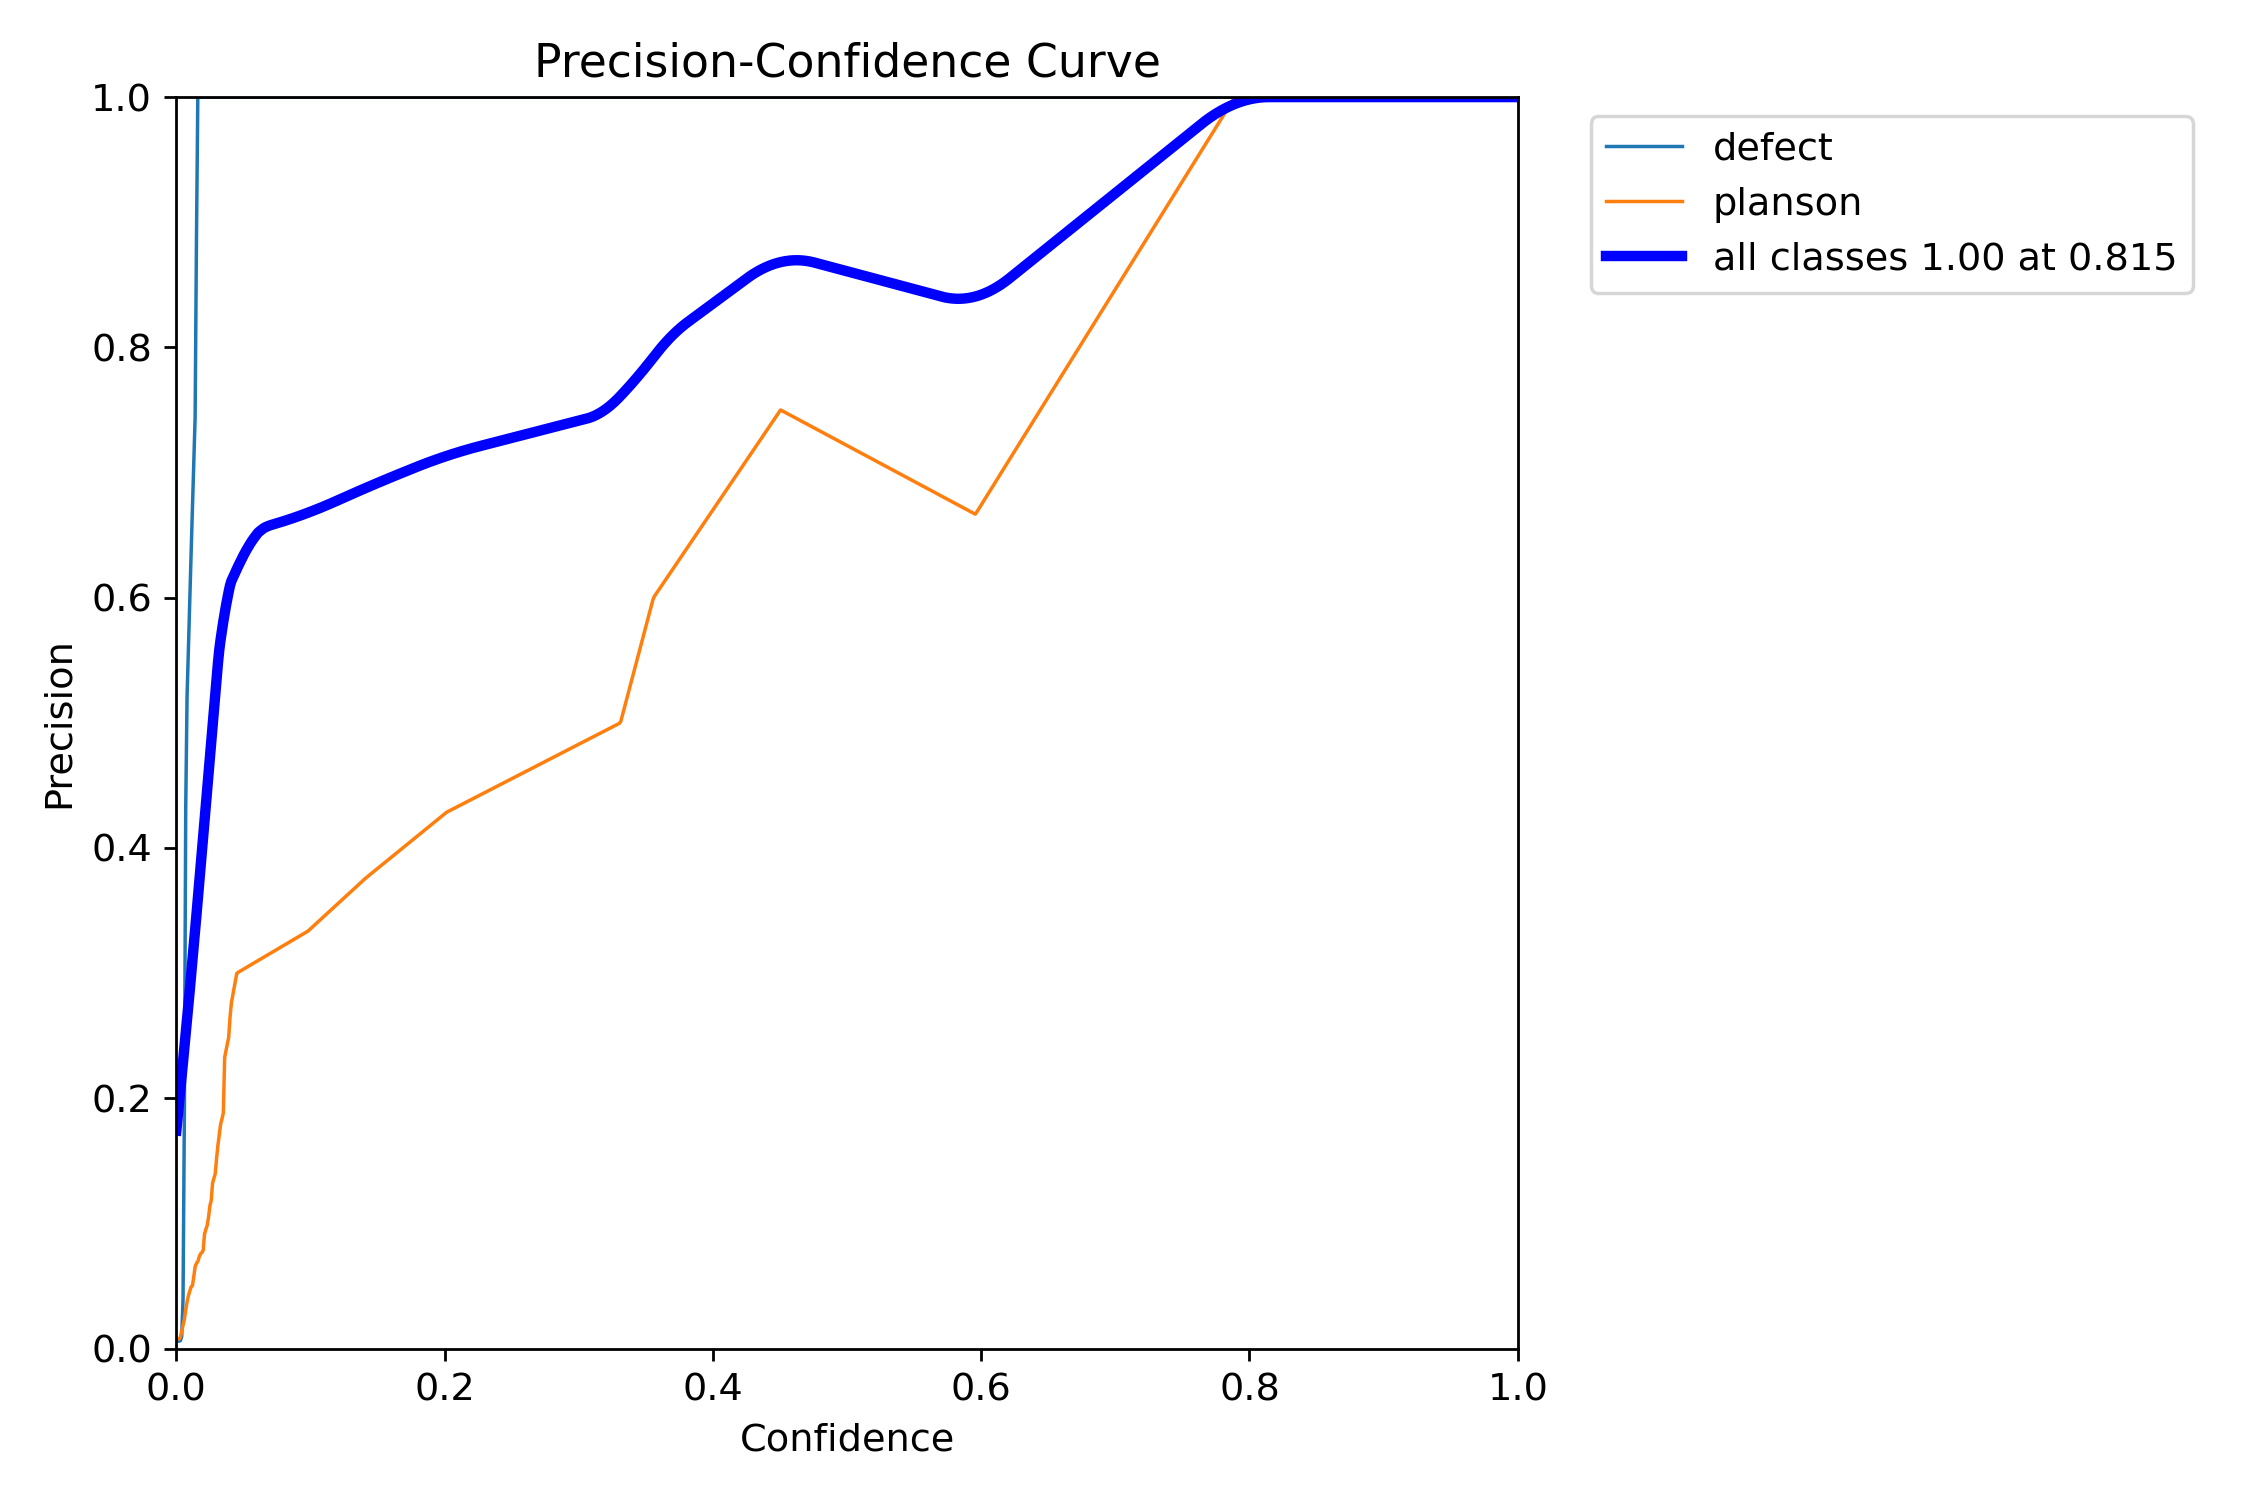 Precision-Confidence Curve
1.0
0.8
0.6
0.4
0.2
0.0
Precision
0.0 0.2 0.4 0.6 0.8 1.0
Confidence
defect
planson
all classes 1.00 at 0.815